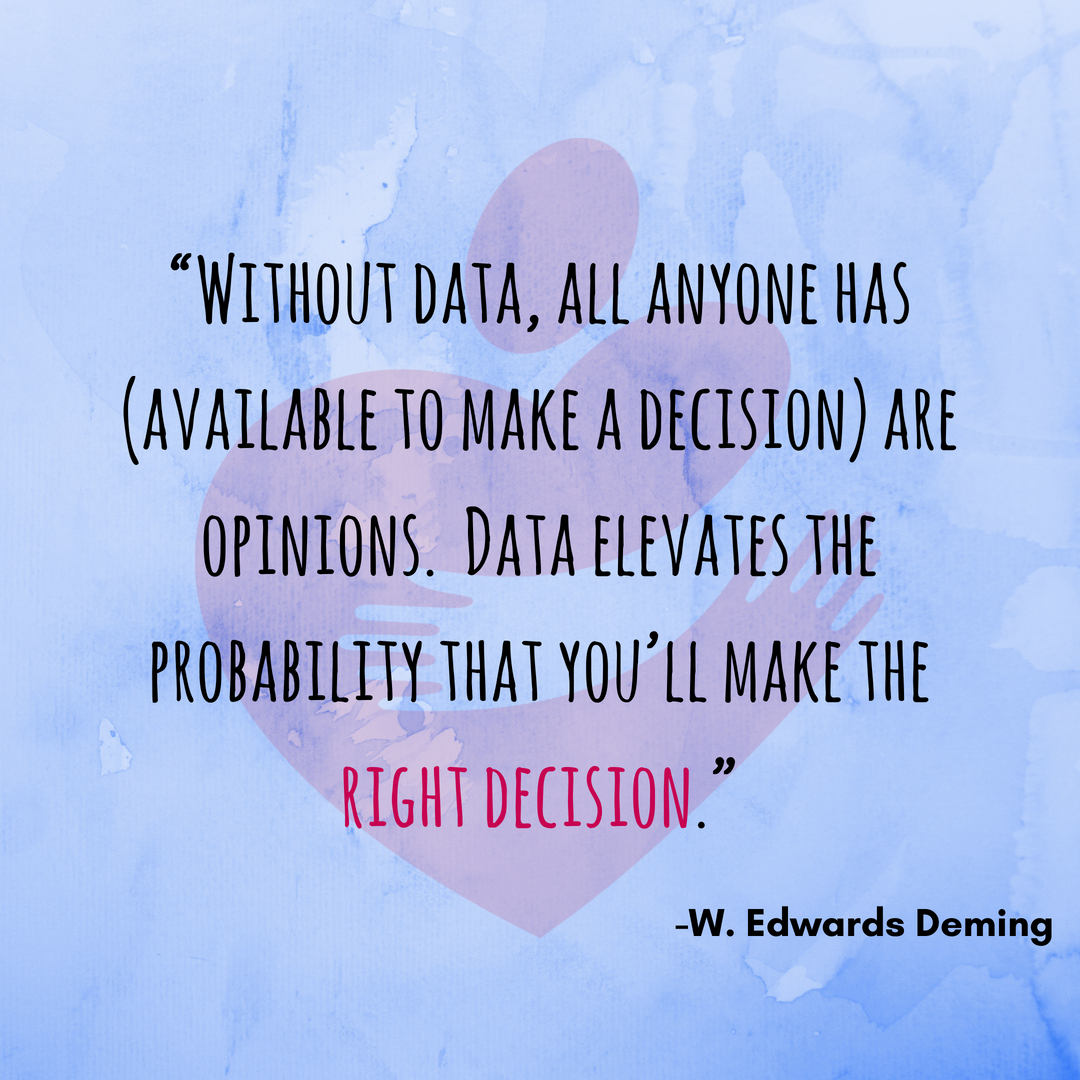 “Without data, all anyone has
(available to make a decision) are
opinions. Data elevates the
probability that you’ll make the
right decision.”
-W. Edwards Deming